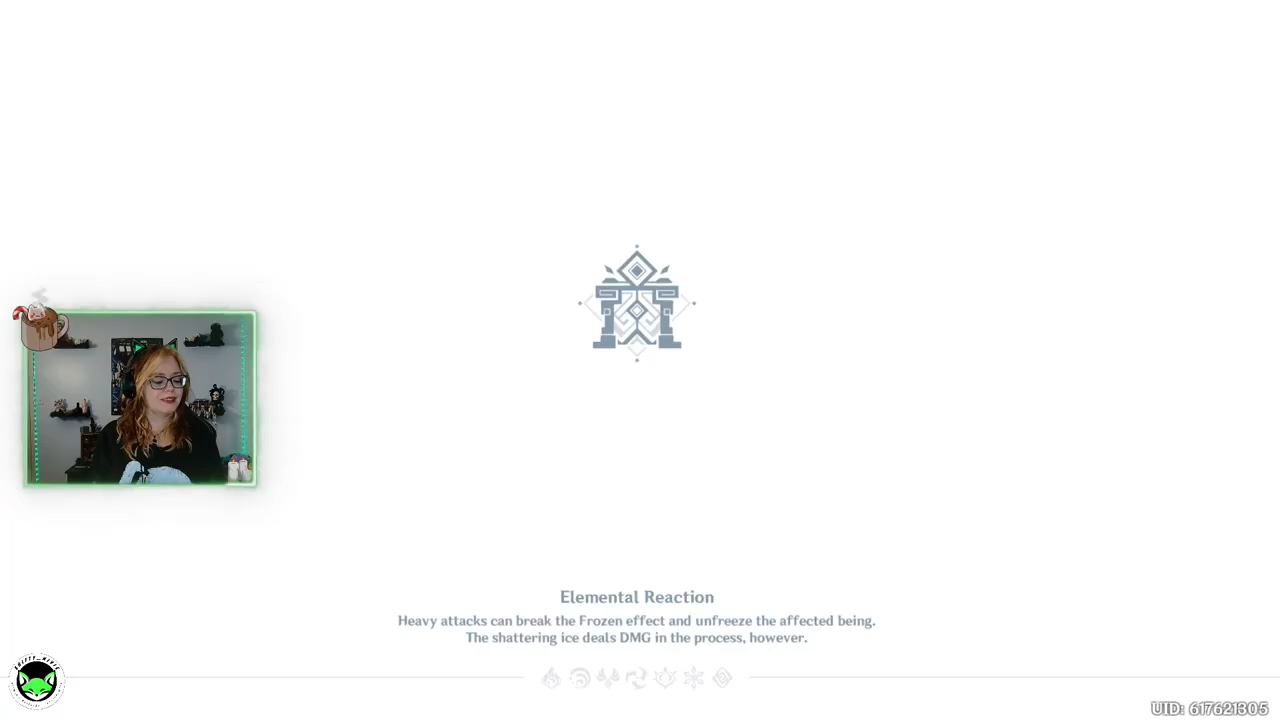 Elemental Reaction
Heavy attacks can break the Frozen effect and unfreeze the affected being.
The shattering ice deals DMG in the process, however.
UID: 617621305